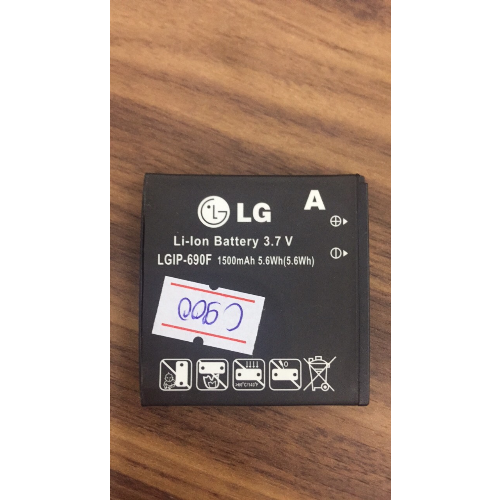 LG
A
Li-Ion Battery 3.7 V
LGIP-690F 1500mAh 5.6Wh(5.6Wh)
C900